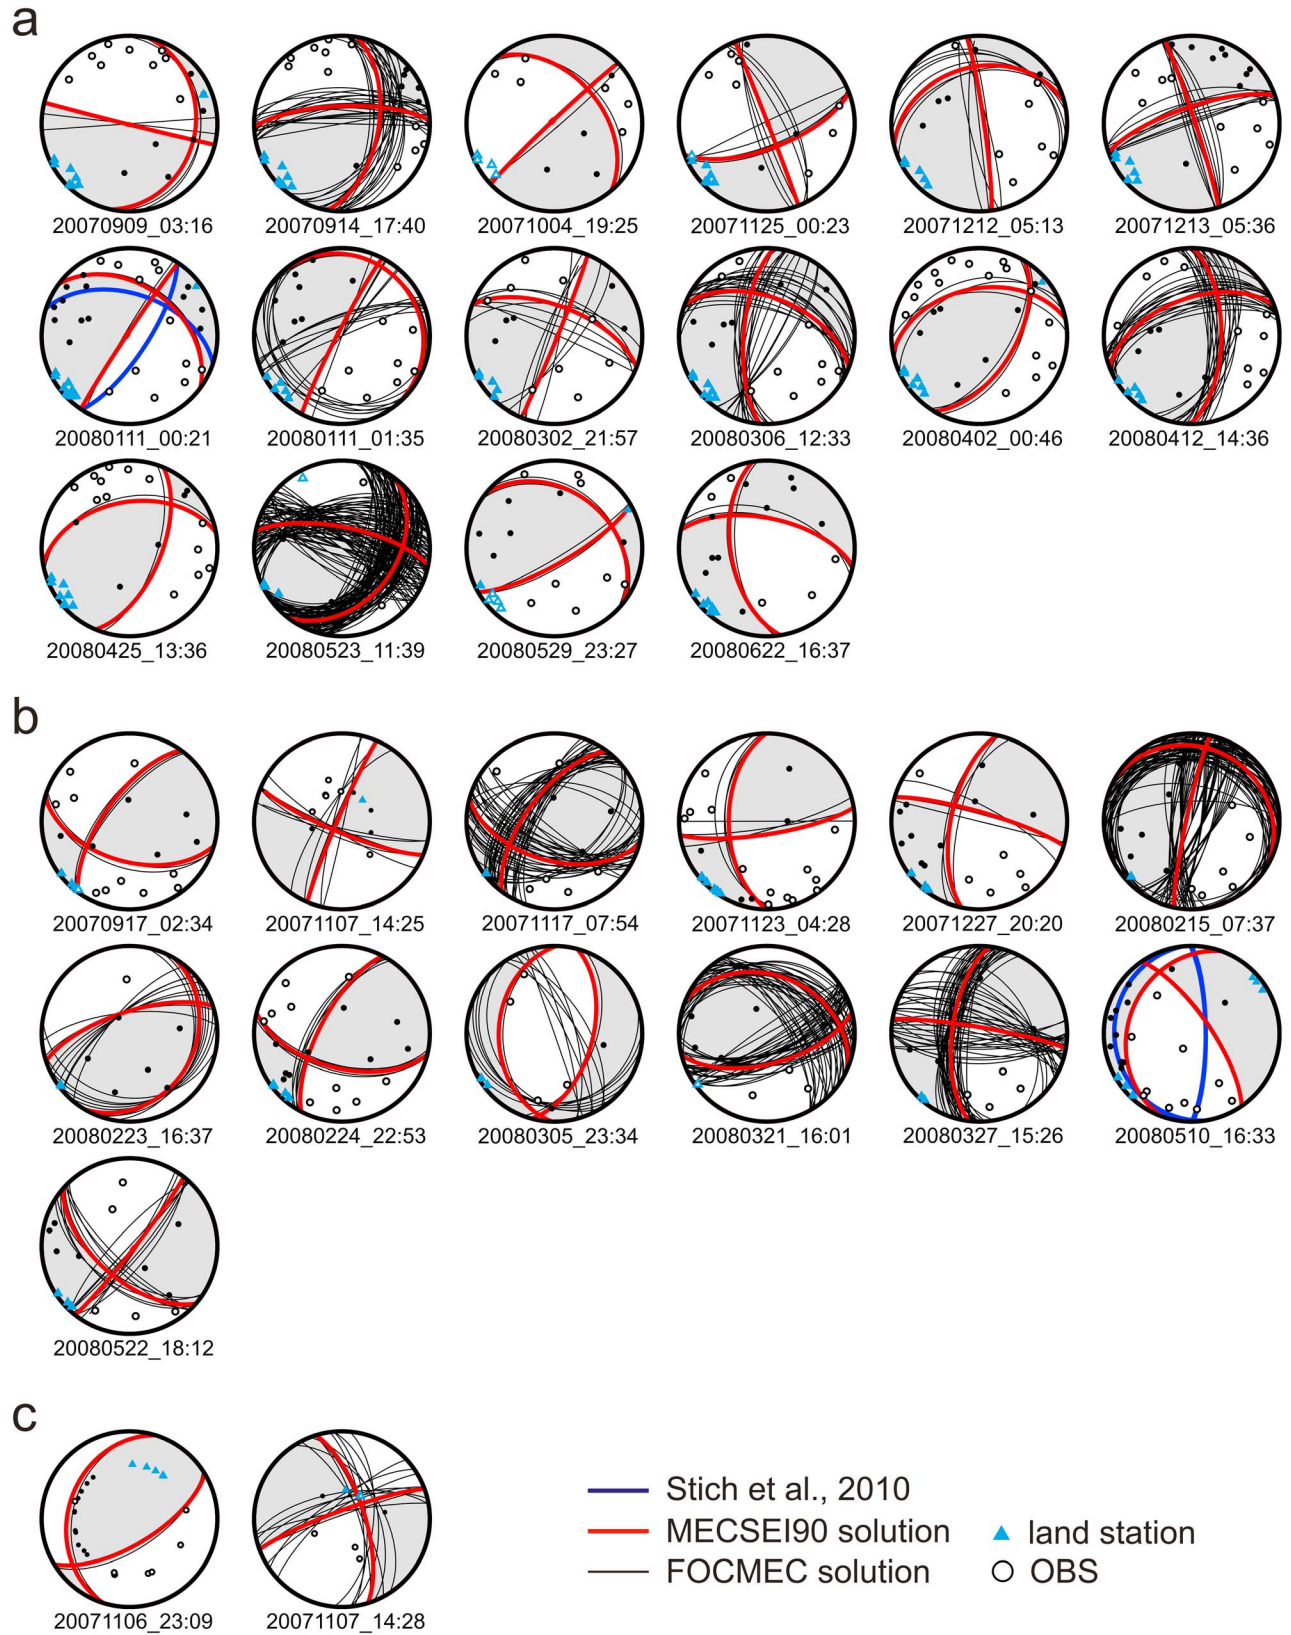 a
20070909_03:16 20070914_17:40 20071004_19:25 20071125_00:23 20071212_05:13 20071213_05:36
20080111_00:21 20080111_01:35 20080302_21:57 20080306_12:33 20080402_00:46 20080412_14:36
20080425_13:36 20080523_11:39 20080529_23:27 20080622_16:37
b
20070917_02:34 20071107_14:25 20071117_07:54 20071123_04:28 20071227_20:20 20080215_07:37
20080223_16:37 20080224_22:53 20080305_23:34 20080321_16:01 20080327_15:26 20080510_16:33
20080522_18:12
c
20071106_23:09 20071107_14:28
Stich et al., 2010
MECSEI90 solution land station
FOCMEC solution OBS